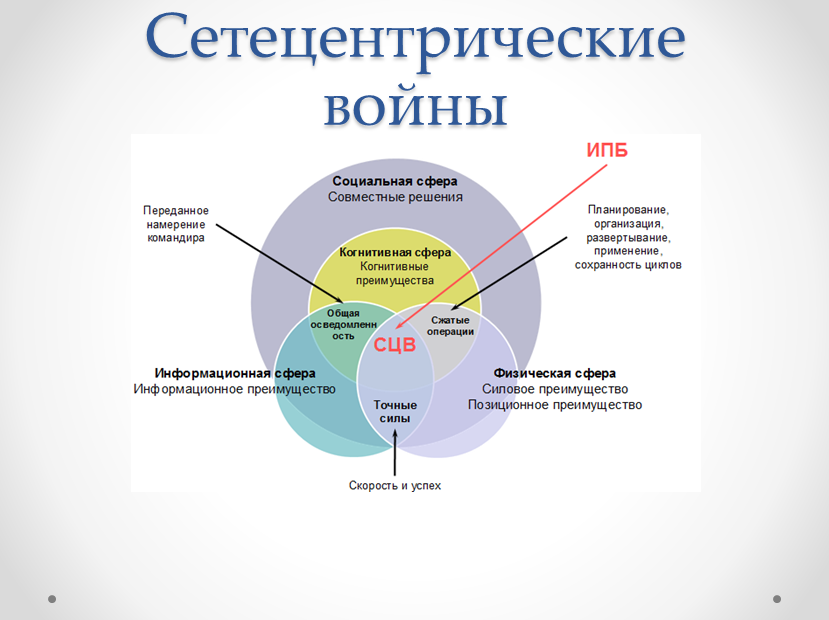 Сетецентрические
войны
ИПБ
Социальная сфера
Совместные решения
Переданное
намерение
командира
Планирование,
организация,
развертывание,
применение,
сохранность циклов
Когнитивная сфера
Когнитивные
преимущества
Общая
осведомленн
ость
Сжатые
операции
СЦВ
Информационная сфера
Информационное преимущество
Физическая сфера
Силовое преимущество
Позиционное преимущество
Точные
силы
Скорость и успех